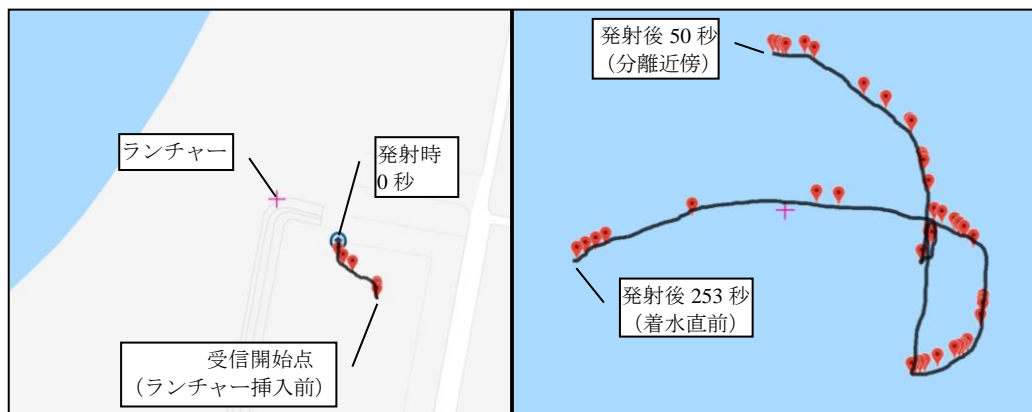 ランチャー
発射時
0 秒
受信開始点
（ランチャー挿入前）
発射後 50 秒
（分離近傍）
発射後 253 秒
（着水直前）